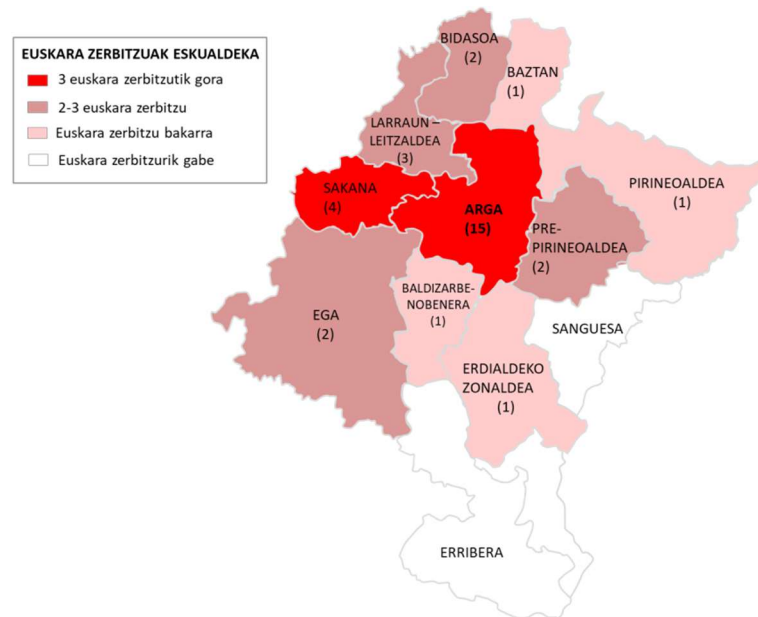 EUSKARA ZERBITZUAK ESKUALDEKA
3 euskara zerbitzutik gora
2-3 euskara zerbitzu
Euskara zerbitzu bakarra
Euskara zerbitzurik gabe
BIDASOA
(2)
BAZTAN
(1)
LARRAUN –
LEITZALDEA
(3)
SAKANA
(4)
ARGA
(15)
PIRINEOALDEA
(1)
PRE-
PIRINEOALDEA
(2)
EGA
(2)
BALDIZARBE-
NOBENERA
(1)
SANGUESA
ERDIALDEKO
ZONALDEA
(1)
ERRIBERA